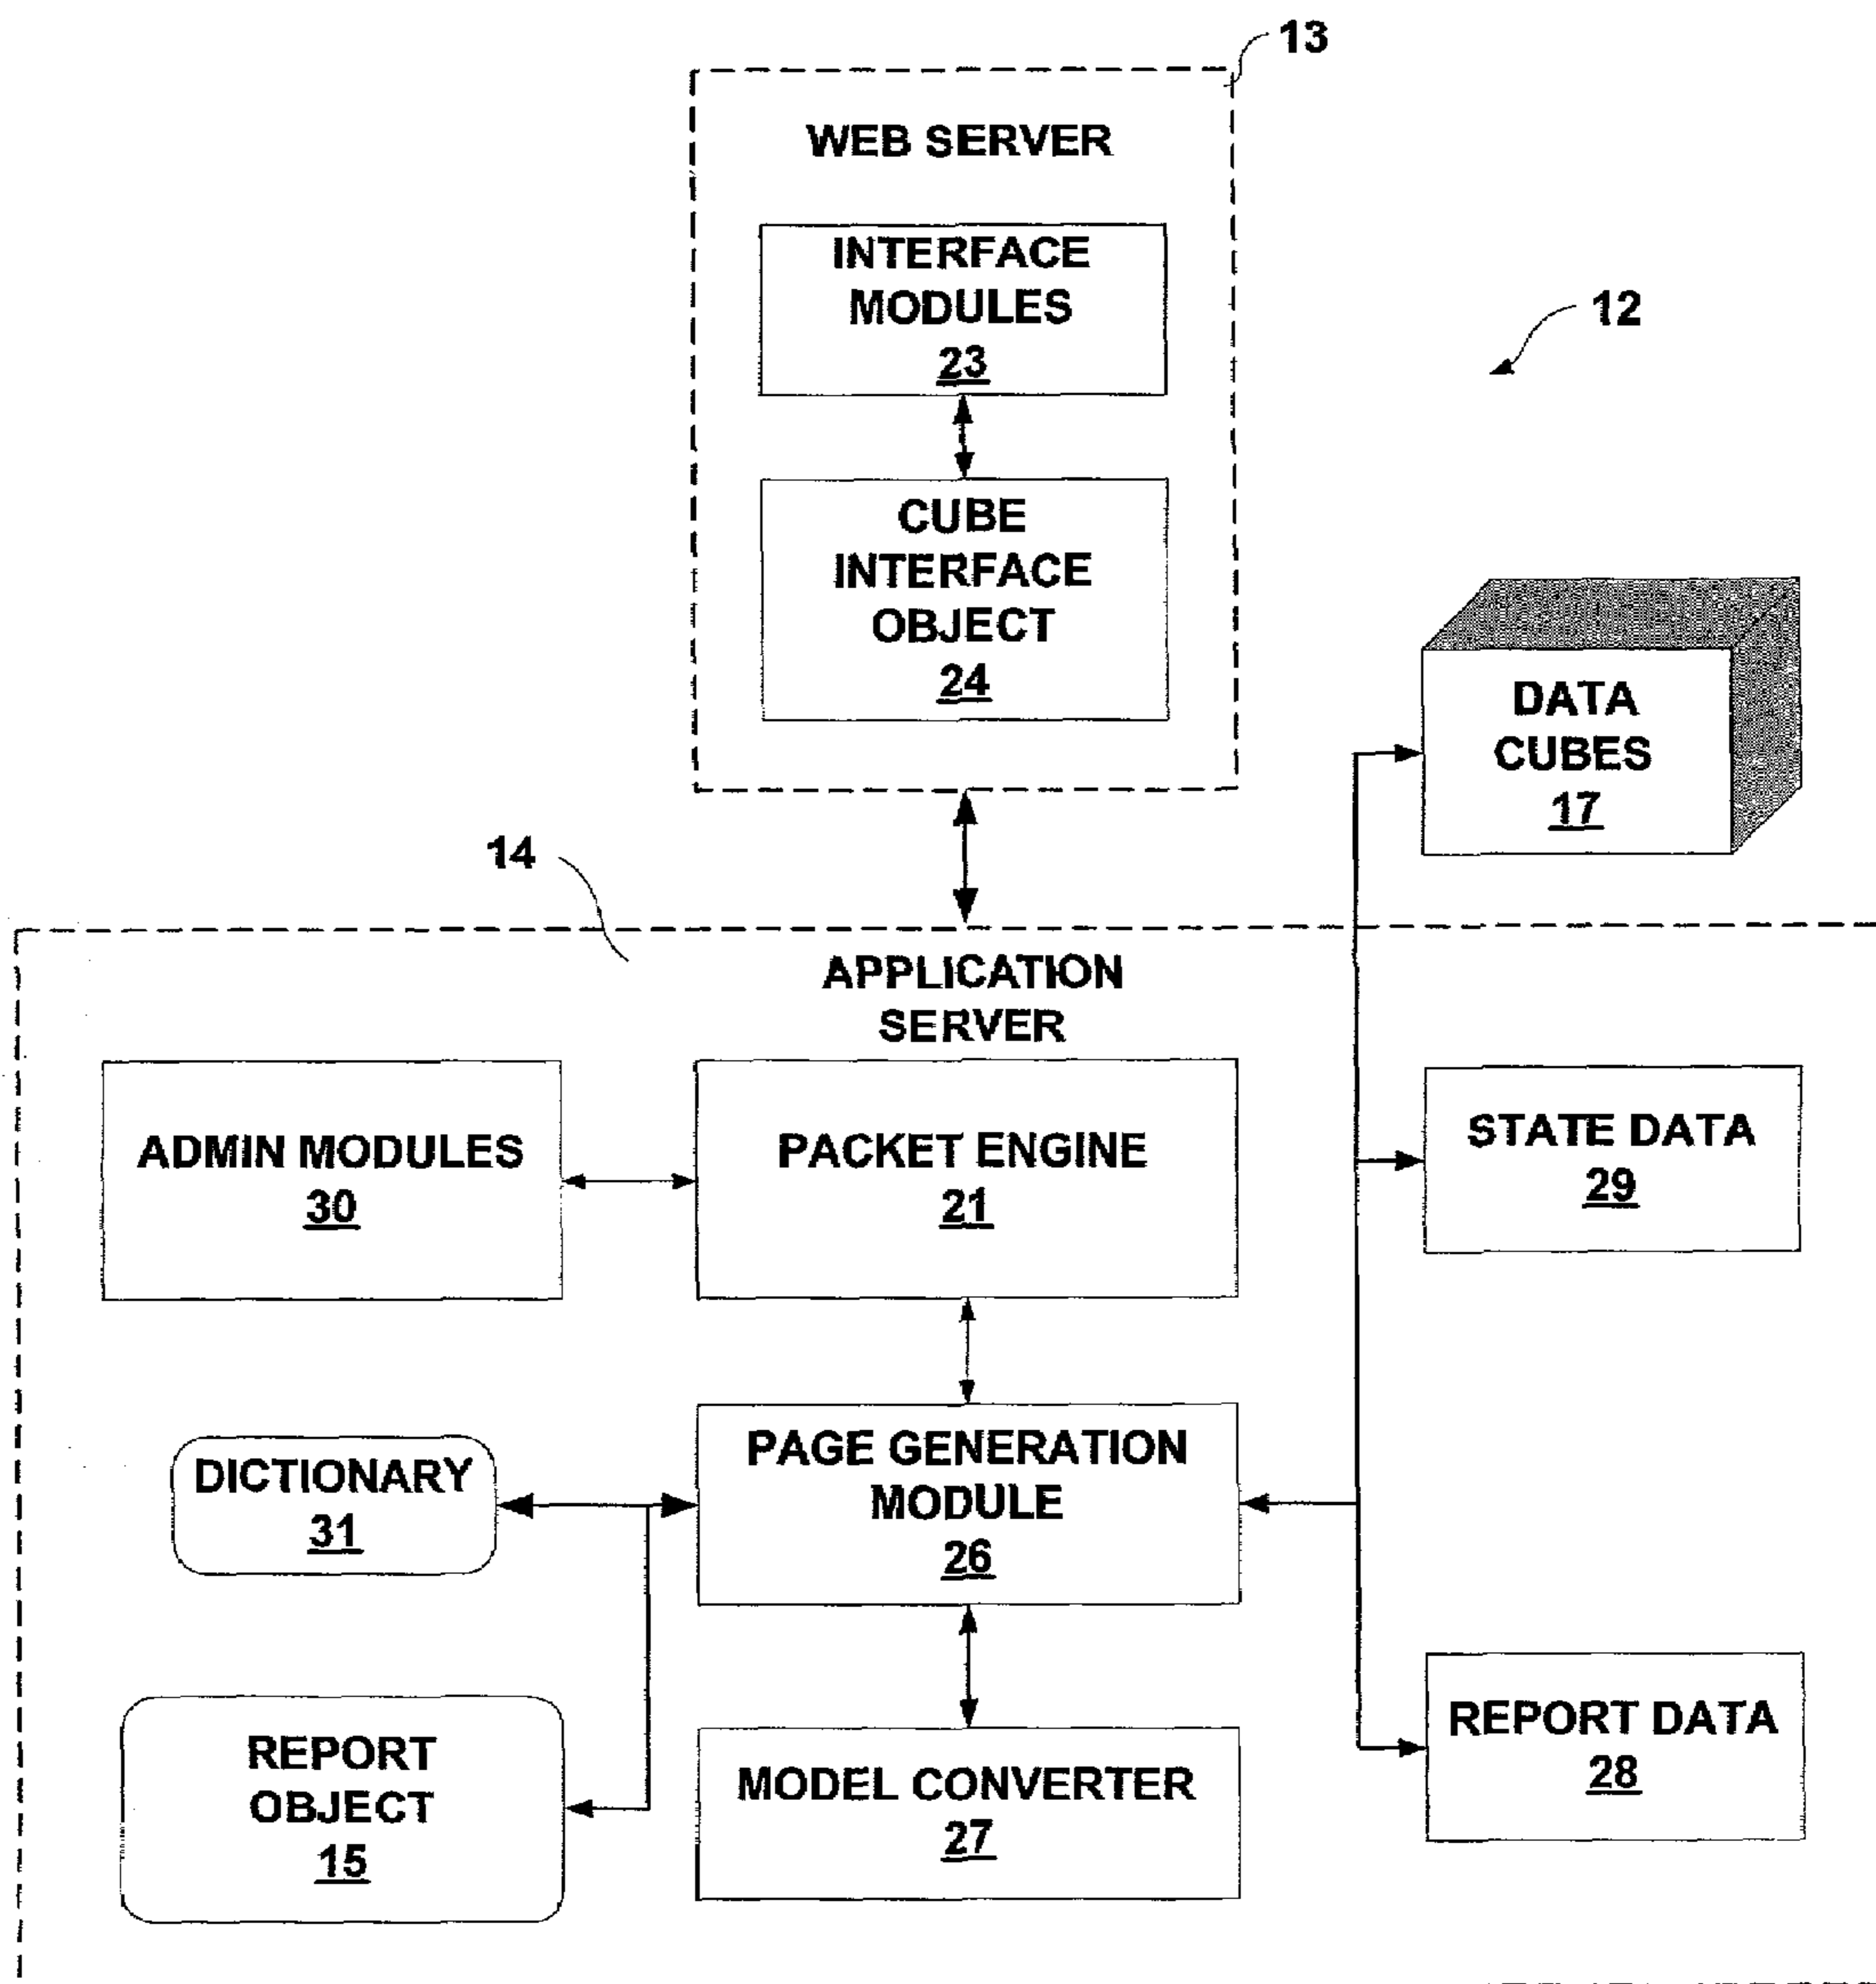 13
WEB SERVER
INTERFACE
MODULES
23
12
CUBE
INTERFACE
OBJECT
24
DATA
CUBES
17
14
APPLICATION
SERVER
ADMIN MODULES
30
PACKET ENGINE
21
STATE DATA
29
DICTIONARY
31
PAGE GENERATION
MODULE
26
REPORT
OBJECT
15
MODEL CONVERTER
27
REPORT DATA
28